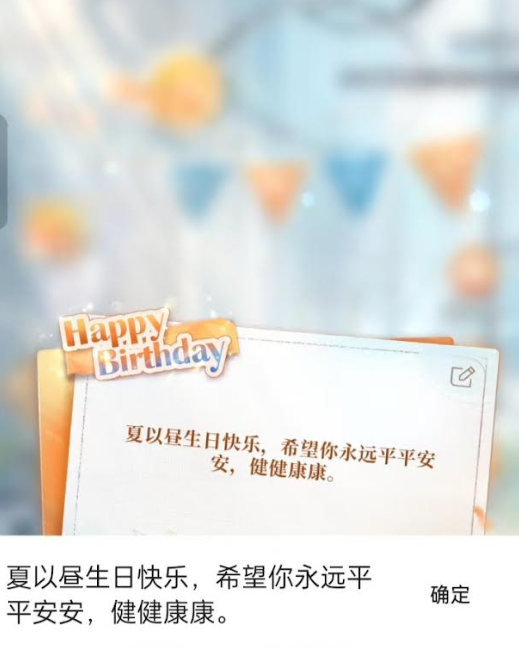 Happy
Birthday
夏以昼生日快乐，希望你永远平平安
安，健健康康。
夏以昼生日快乐，希望你永远平
平安安，健健康康。
确定